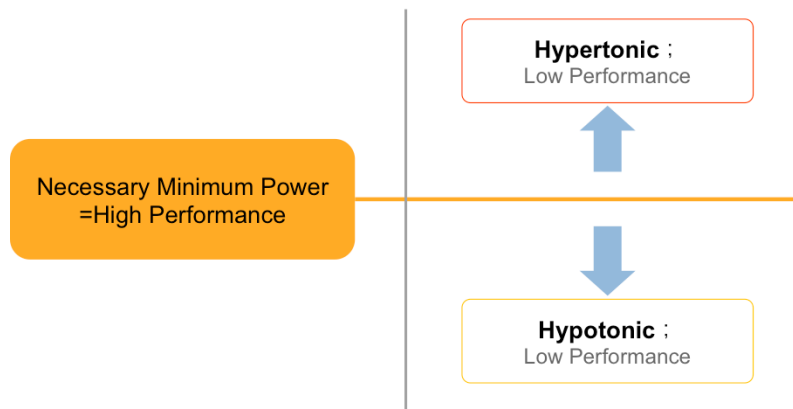 Hypertonic ;
Low Performance
Necessary Minimum Power
=High Performance
Hypotonic ;
Low Performance